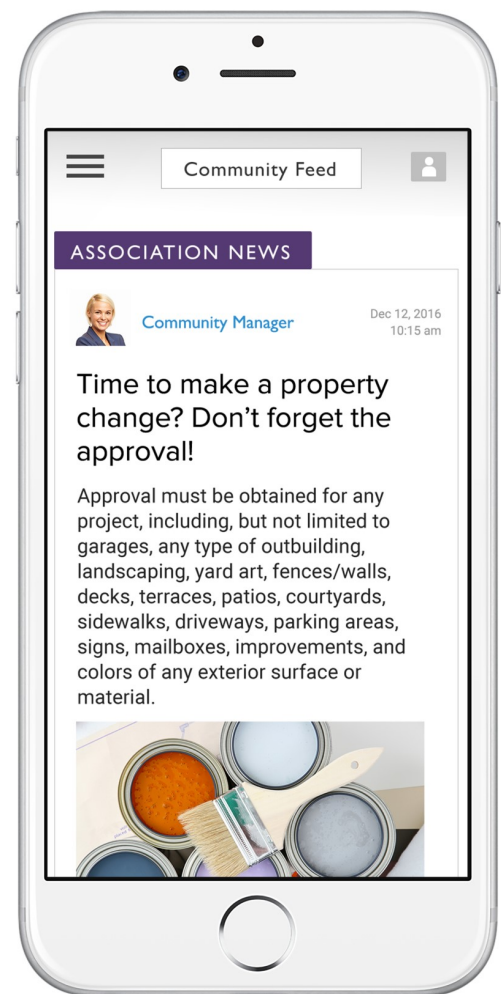 Community Feed
ASSOCIATION NEWS
Community Manager
Dec 12, 2016
10:15 am
Time to make a property
change? Don’t forget the
approval!
Approval must be obtained for any
project, including, but not limited to
garages, any type of outbuilding,
landscaping, yard art, fences/walls,
decks, terraces, patios, courtyards,
sidewalks, driveways, parking areas,
signs, mailboxes, improvements, and
colors of any exterior surface or
material.